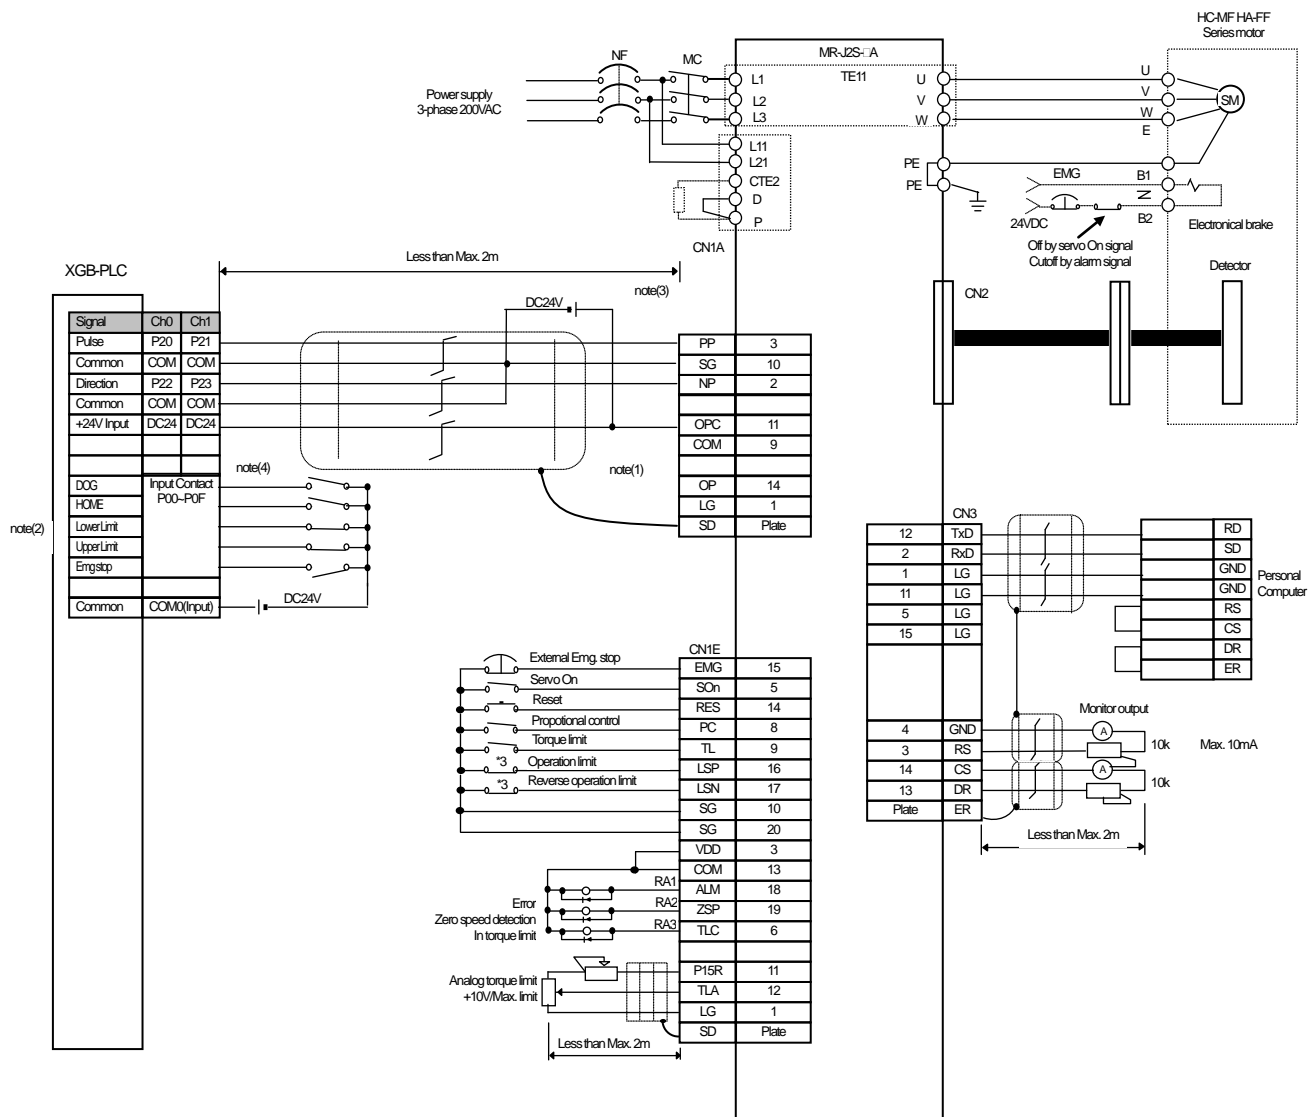 HC-MF HA-FF
Series motor
MR-J2S-□A
TE11
NF
MC
Power supply
3-phase 200VAC
L1
L2
L3
L11
L21
CTE2
D
P
U
V
W
PE
PE
U
V
W
E
SM
EMG
B1
B2
24VDC
Z
Electronical brake
Off by servo On signal
Cutoff by alarm signal
Detector
CN2
CN1A
Less than Max. 2m
note(3)
XGB-PLC
DC24V
Signal Ch0 Ch1
Pulse P20 P21
Common COM COM
Direction P22 P23
Common COM COM
+24V Input DC24 DC24
note(4)
note(1)
note(2)
DOG Input Contact
P00~P0F
HOME
Lower Limit
Upper Limit
Emg stop
Common COM0(Input)
DC24V
PP 3
SG 10
NP 2
OPC 11
COM 9
OP 14
LG 1
SD Plate
CN3
12 TxD
2 RxD
1 LG
11 LG
5 LG
15 LG
4 GND
3 RS
14 CS
13 DR
Plate ER
RD
SD
GND
GND
RS
CS
DR
ER
Personal
Computer
Monitor output
A
10k
Max. 10mA
A
10k
Less than Max. 2m
CN1E
External Emg. stop EMG 15
Servo On SOn 5
Reset RES 14
Propotional control PC 8
Torque limit TL 9
*3 Operation limit LSP 16
*3 Reverse operation limit LSN 17
SG 10
SG 20
VDD 3
COM 13
RA1 ALM 18
RA2 ZSP 19
RA3 TLC 6
Error
Zero speed detection
In torque limit
P15R 11
TLA 12
LG 1
SD Plate
Analog torque limit
+10V/Max. limit
Less than Max. 2m